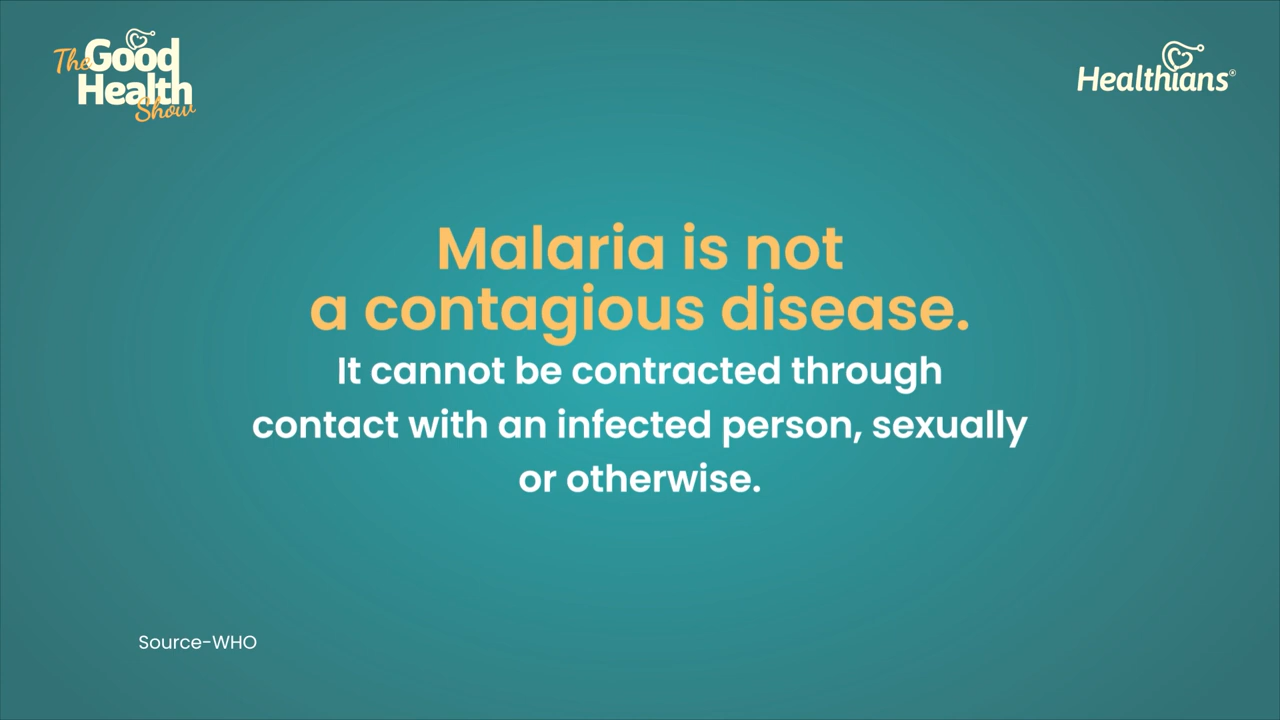 The Good
Health
Show
Healthians®
Malaria is not
a contagious disease.
It cannot be contracted through
contact with an infected person, sexually
or otherwise.
Source-WHO